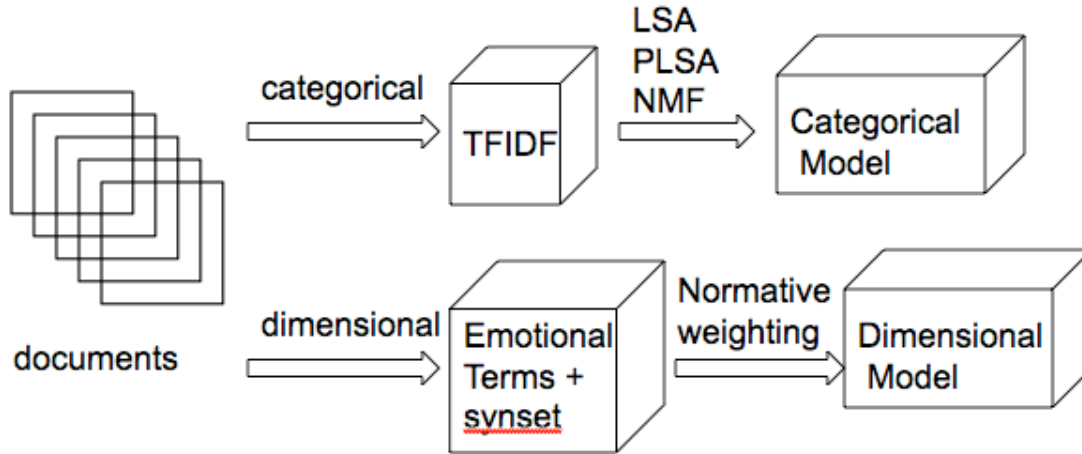 documents
categorical
TFIDF
LSA
PLSA
NMF
Categorical
Model
dimensional
Emotional
Terms +
synset
Normative
weighting
Dimensional
Model